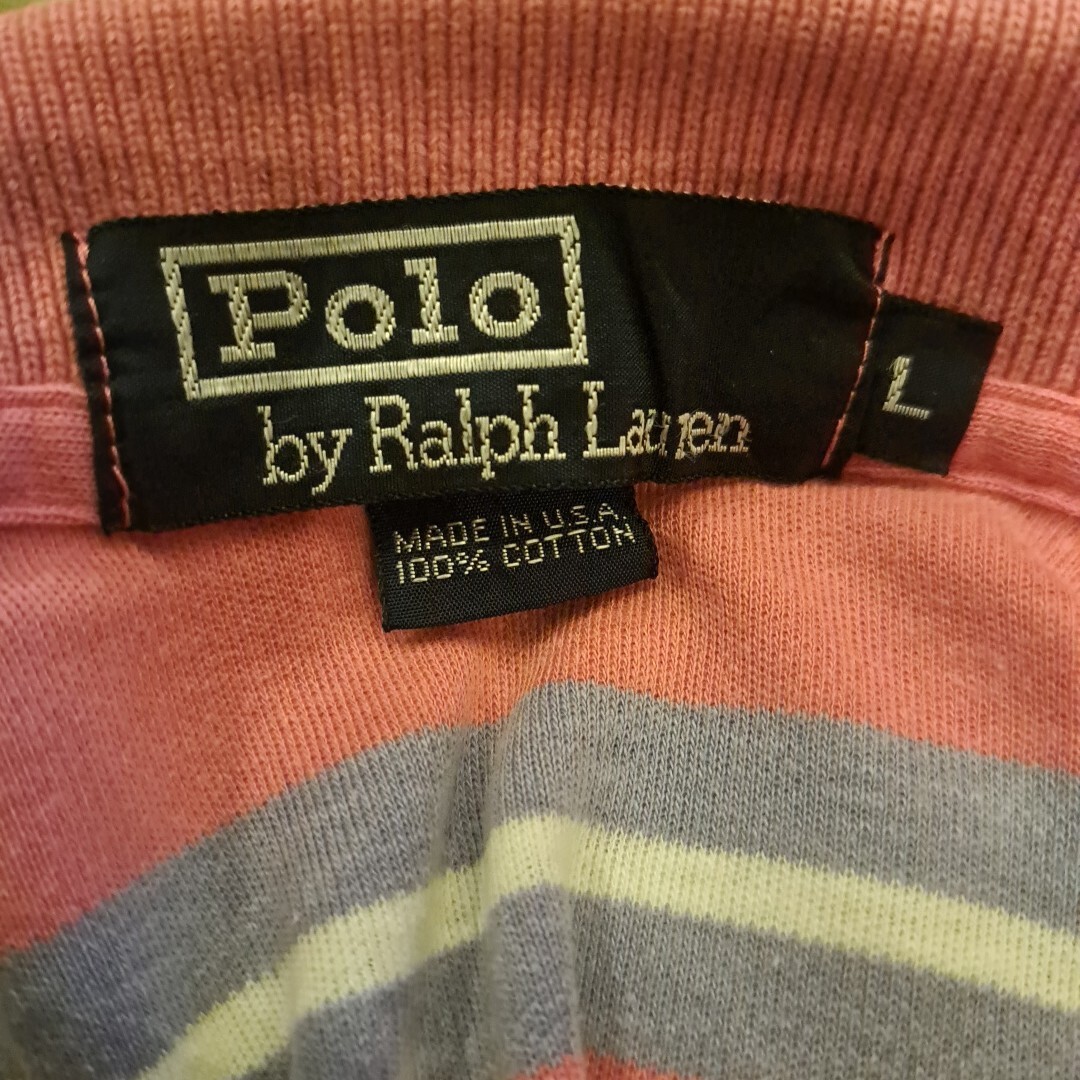 Polo
by Ralph Lauren
L
MADE IN U.S.A
100% COTTON